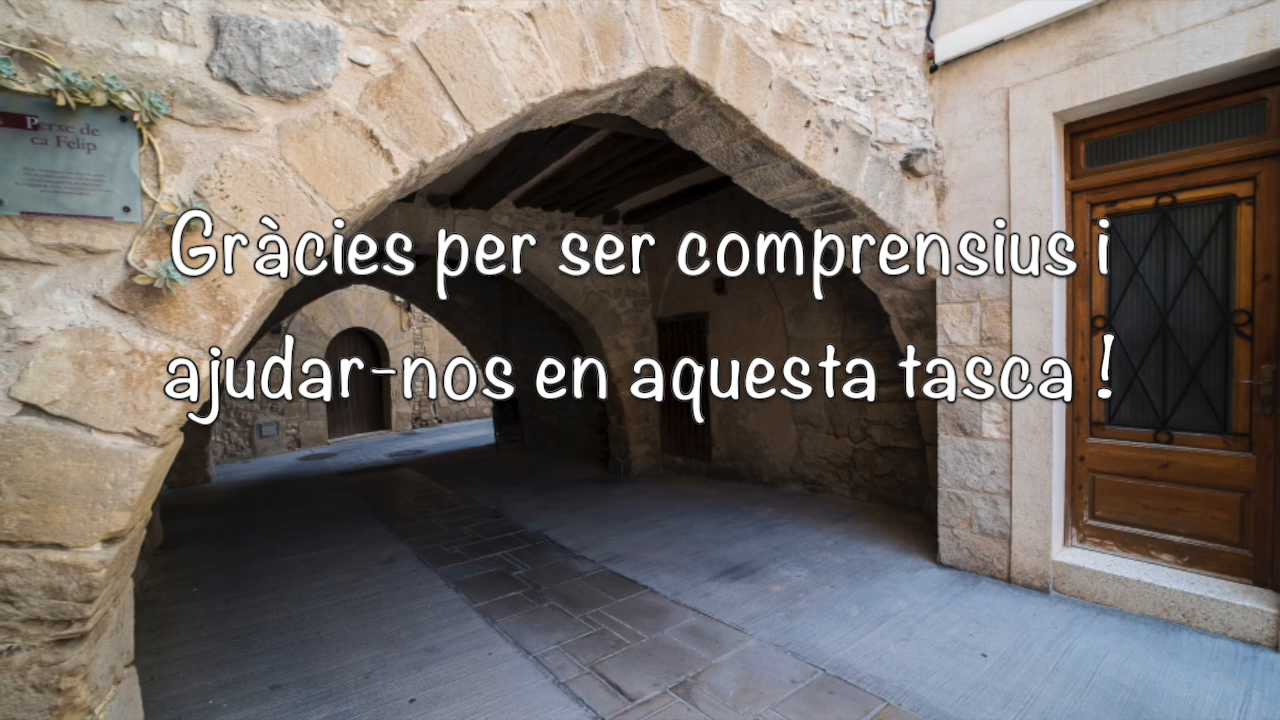 Perxe de
ca Felip
Gràcies per ser comprensius i
ajudar-nos en aquesta tasca !